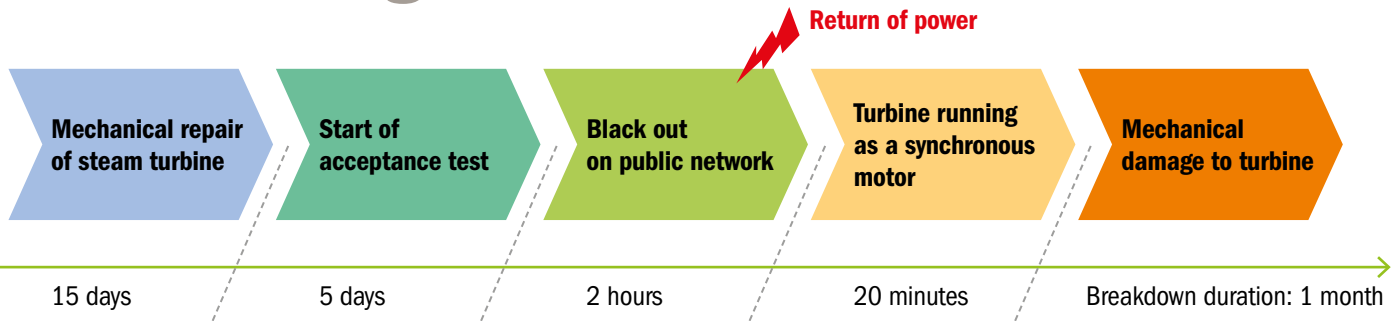 Return of power
Mechanical repair
of steam turbine
Start of
acceptance test
Black out
on public network
Turbine running
as a synchronous
motor
Mechanical
damage to turbine
15 days
5 days
2 hours
20 minutes
Breakdown duration: 1 month